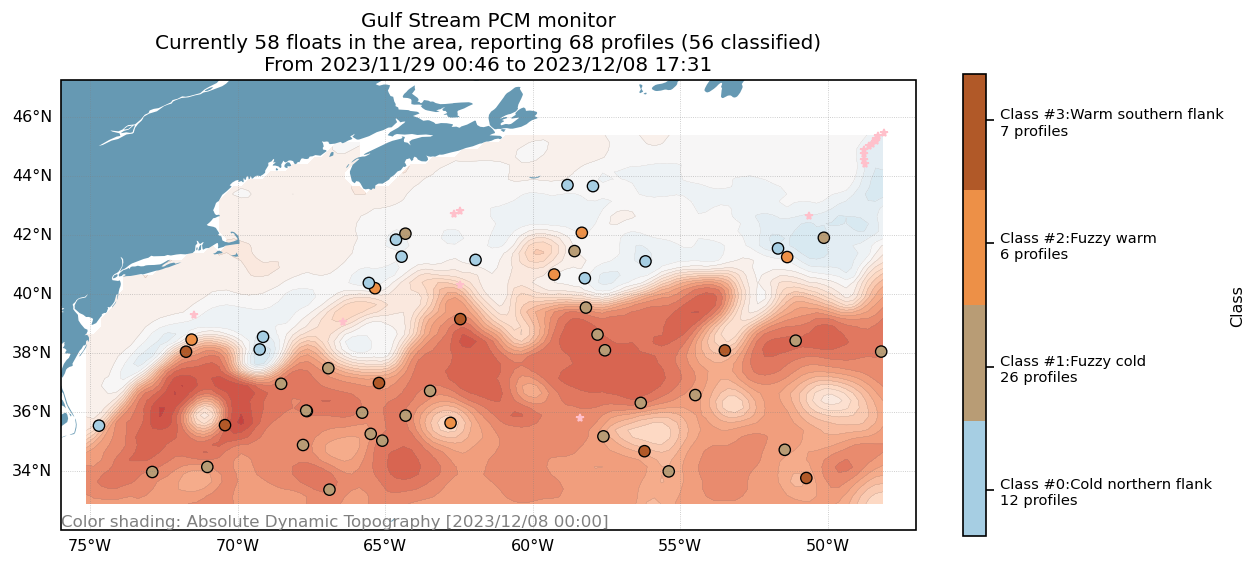 Gulf Stream PCM monitor
Currently 58 floats in the area, reporting 68 profiles (56 classified)
From 2023/11/29 00:46 to 2023/12/08 17:31
46°N
44°N
42°N
40°N
38°N
36°N
34°N
Color shading: Absolute Dynamic Topography [2023/12/08 00:00]
75°W
70°W
65°W
60°W
55°W
50°W
Class #3:Warm southern flank
7 profiles
Class #2:Fuzzy warm
6 profiles
Class #1:Fuzzy cold
26 profiles
Class #0:Cold northern flank
12 profiles
Class